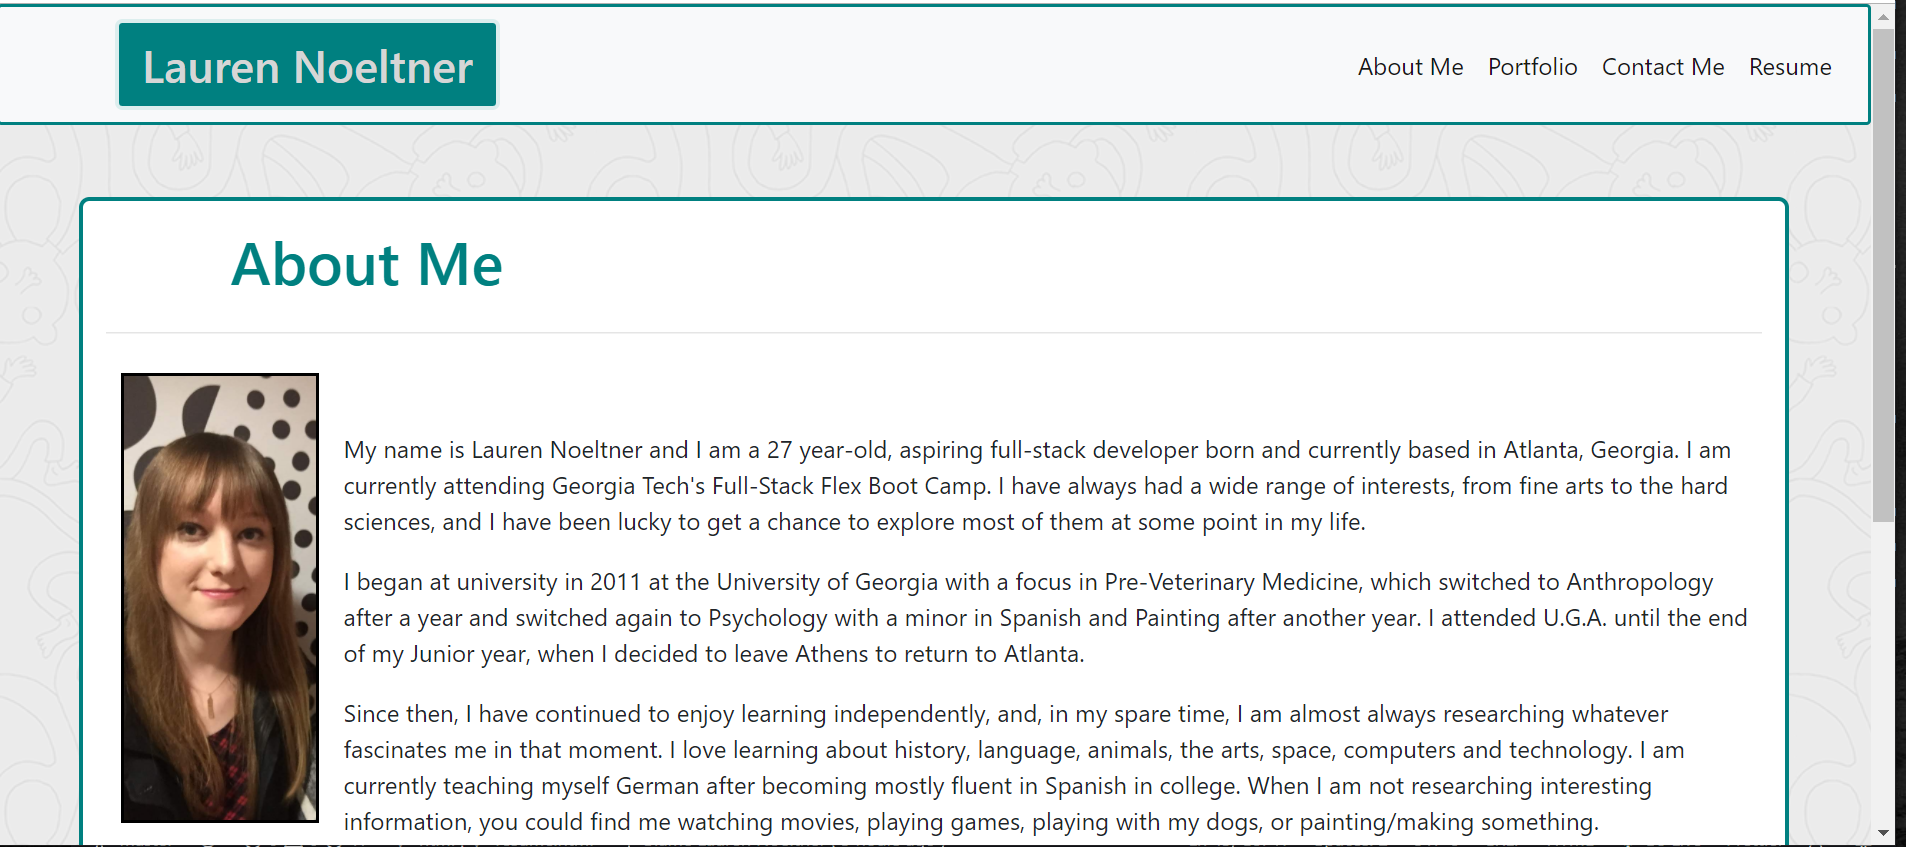 Lauren Noeltner
About Me Portfolio Contact Me Resume
About Me
My name is Lauren Noeltner and I am a 27 year-old, aspiring full-stack developer born and currently based in Atlanta, Georgia. I am
currently attending Georgia Tech's Full-Stack Flex Boot Camp. I have always had a wide range of interests, from fine arts to the hard
sciences, and I have been lucky to get a chance to explore most of them at some point in my life.
I began at university in 2011 at the University of Georgia with a focus in Pre-Veterinary Medicine, which switched to Anthropology
after a year and switched again to Psychology with a minor in Spanish and Painting after another year. I attended U.G.A. until the end
of my Junior year, when I decided to leave Athens to return to Atlanta.
Since then, I have continued to enjoy learning independently, and, in my spare time, I am almost always researching whatever
fascinates me in that moment. I love learning about history, language, animals, the arts, space, computers and technology. I am
currently teaching myself German after becoming mostly fluent in Spanish in college. When I am not researching interesting
information, you could find me watching movies, playing games, playing with my dogs, or painting/making something.